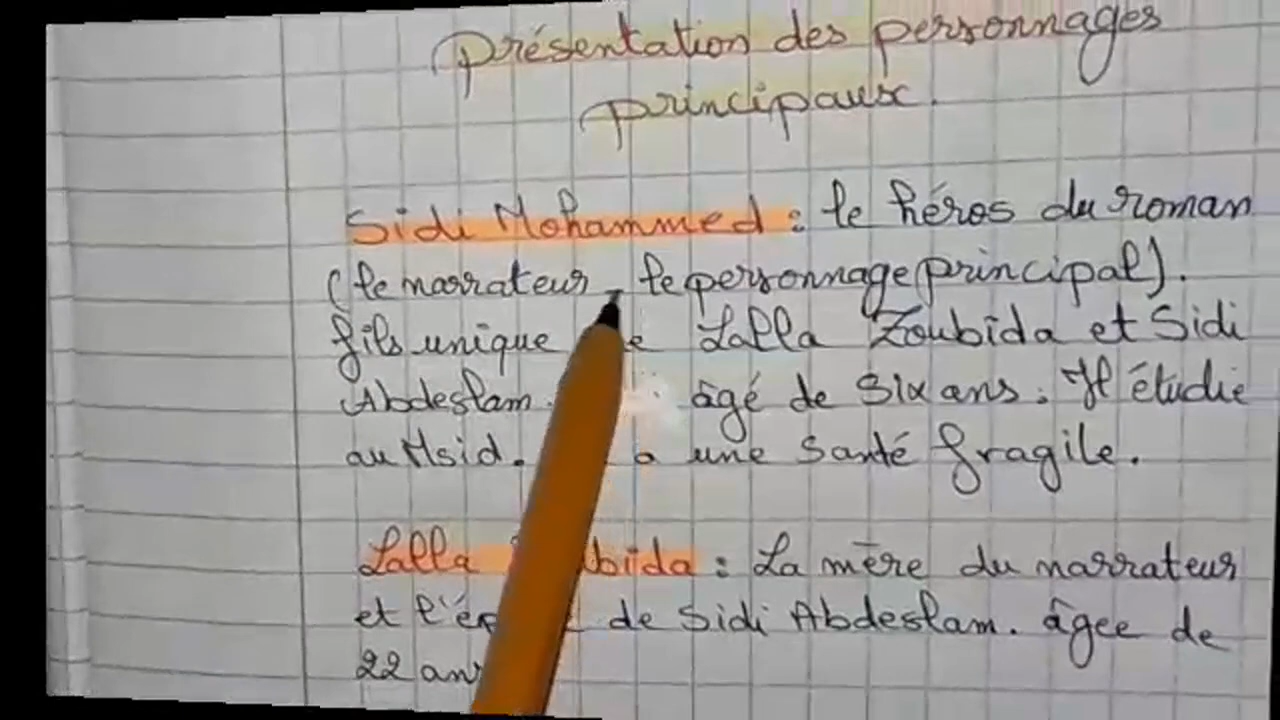 présentation des personnages
principaux.
Sidi Mohammed : le héros du roman
(le narrateur - le personnage principal).
fils unique Lalla Zoubida et Sidi
Abdeslam. âgé de Six ans. Il étudie
au Msid. a une Santé fragile.
Lalla : La mère du narrateur
et de Sidi Abdeslam. âgée de
22 ans